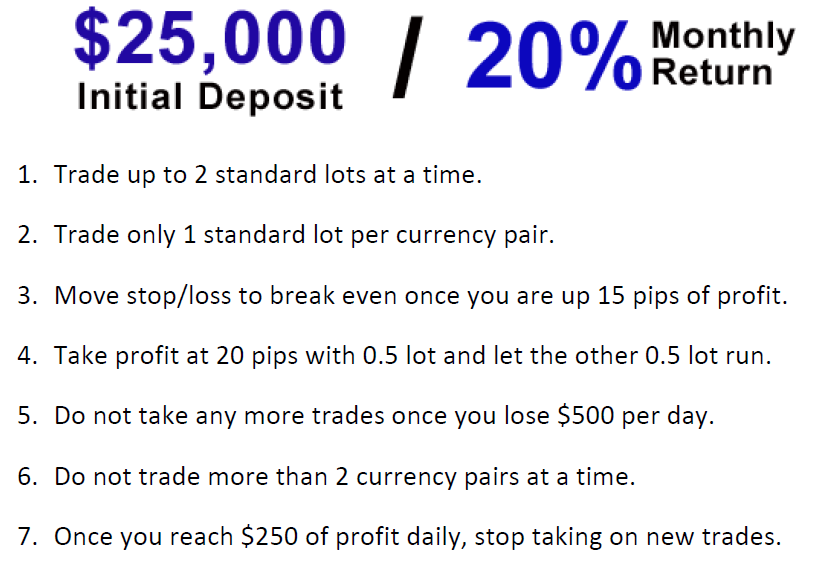 $25,000 / 20% Monthly
Initial Deposit Return
1. Trade up to 2 standard lots at a time.
2. Trade only 1 standard lot per currency pair.
3. Move stop/loss to break even once you are up 15 pips of profit.
4. Take profit at 20 pips with 0.5 lot and let the other 0.5 lot run.
5. Do not take any more trades once you lose $500 per day.
6. Do not trade more than 2 currency pairs at a time.
7. Once you reach $250 of profit daily, stop taking on new trades.